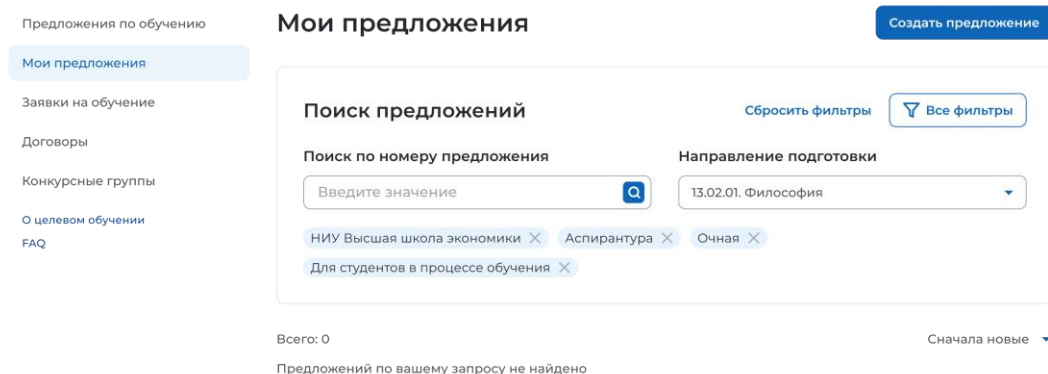 Предложения по обучению
Мои предложения
Заявки на обучение
Договоры
Конкурсные группы
О целевом обучении
FAQ
Мои предложения
Создать предложение
Поиск предложений
Сбросить фильтры
Все фильтры
Поиск по номеру предложения
Направление подготовки
Введите значение
13.02.01. Философия
НИУ Высшая школа экономики
Аспирантура
Очная
Для студентов в процессе обучения
Всего: 0
Сначала новые
Предложений по вашему запросу не найдено